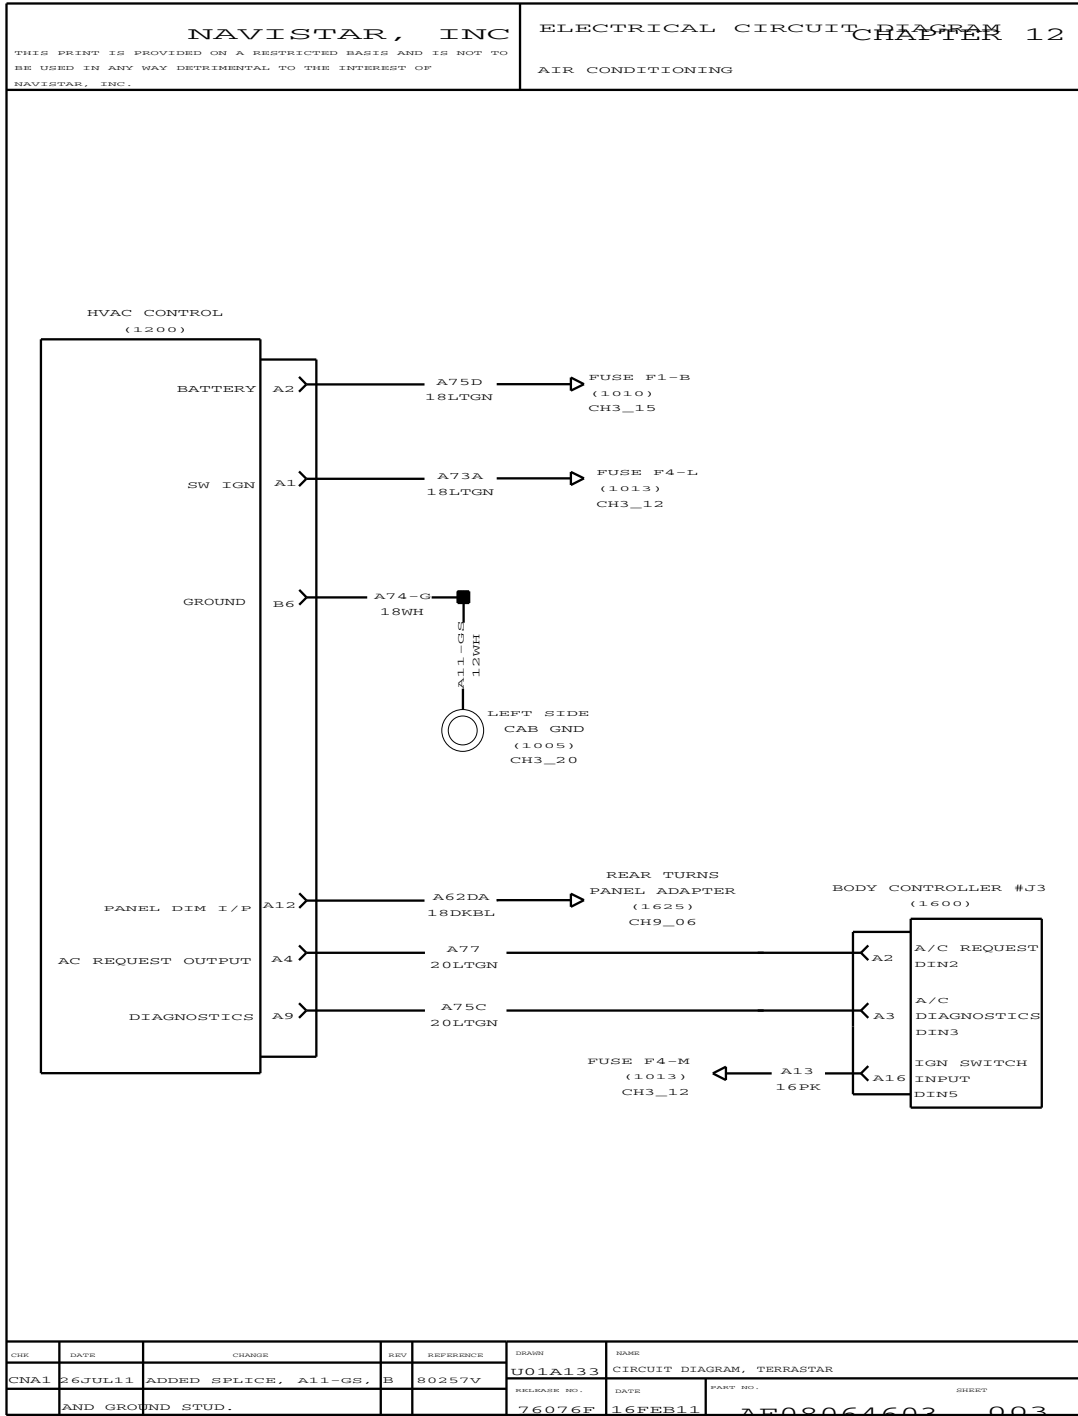 NAVISTAR, INC
THIS PRINT IS PROVIDED ON A RESTRICTED BASIS AND IS NOT TO
BE USED IN ANY WAY DETRIMENTAL TO THE INTEREST OF
NAVISTAR, INC.
ELECTRICAL CIRCUIT DIAGRAM
CHAPTER 12
AIR CONDITIONING
HVAC CONTROL
(1200)
BATTERY A2
A75D
18LTGN
FUSE F1-B
(1010)
CH3_15
SW IGN A1
A73A
18LTGN
FUSE F4-L
(1013)
CH3_12
GROUND B6
A74-G
18WH
A11-GS
12WH
LEFT SIDE
CAB GND
(1005)
CH3_20
PANEL DIM I/P A12
A62DA
18DKBL
REAR TURNS
PANEL ADAPTER
(1625)
CH9_06
AC REQUEST OUTPUT A4
A77
20LTGN
DIAGNOSTICS A9
A75C
20LTGN
BODY CONTROLLER #J3
(1600)
A2
A/C REQUEST
DIN2
A3
A/C
DIAGNOSTICS
DIN3
FUSE F4-M
(1013)
CH3_12
A13
16PK
A16
IGN SWITCH
INPUT
DIN5
CHK DATE CHANGE REV REFERENCE
CNA1 26JUL11 ADDED SPLICE, A11-GS, B 80257V
AND GROUND STUD.
DRAWN
U01A133
NAME
CIRCUIT DIAGRAM, TERRASTAR
RELEASE NO.
76076F
DATE
16FEB11
PART NO.
AF08064603
SHEET
003